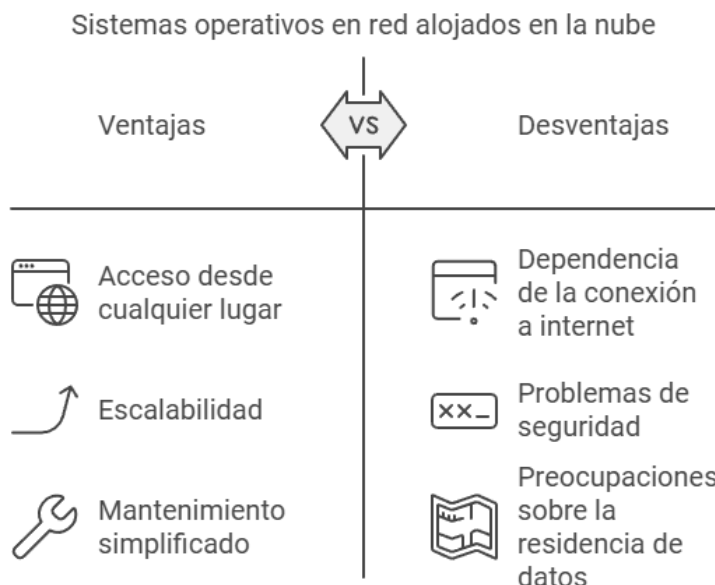 Sistemas operativos en red alojados en la nube
Ventajas
VS
Desventajas
Acceso desde
cualquier lugar
Dependencia
de la conexión
a internet
Escalabilidad
××_
Problemas de
seguridad
Mantenimiento
simplificado
Preocupaciones
sobre la
residencia de
datos